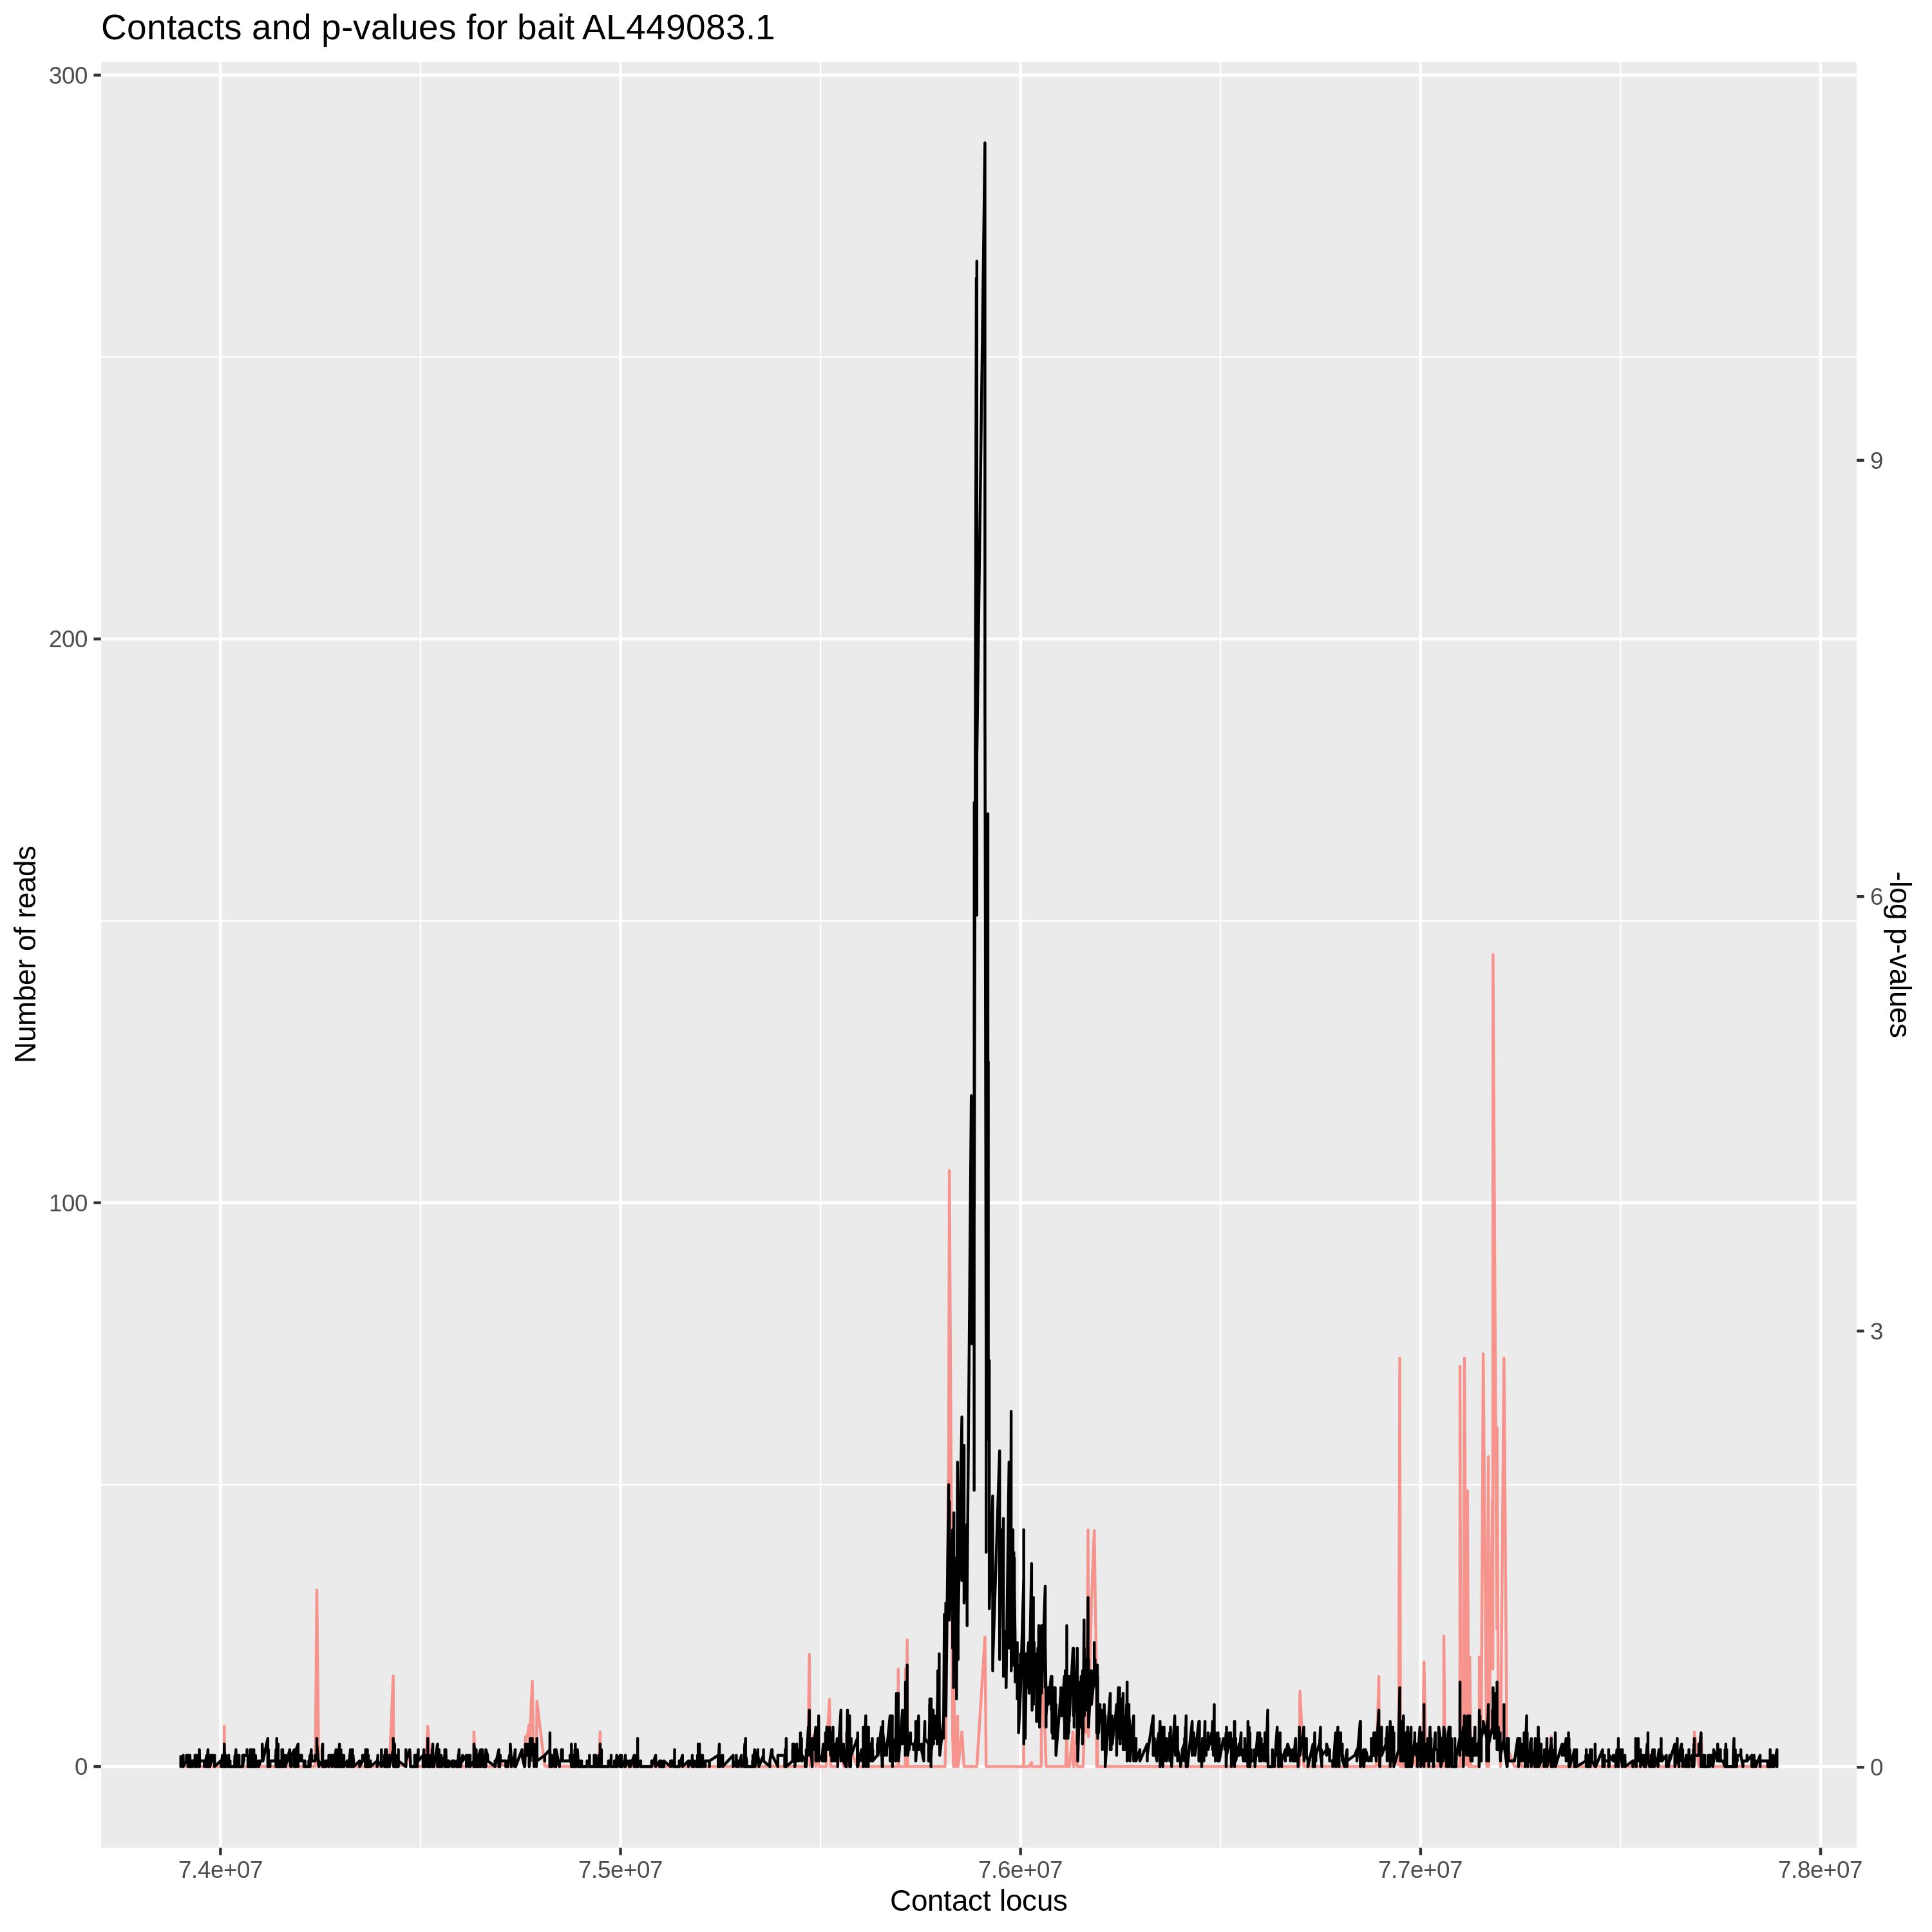 Contacts and p-values for bait AL449083.1
300
200
100
0
Number of reads
9
6
3
0
-log p-values
7.4e+07 7.5e+07 7.6e+07 7.7e+07 7.8e+07
Contact locus